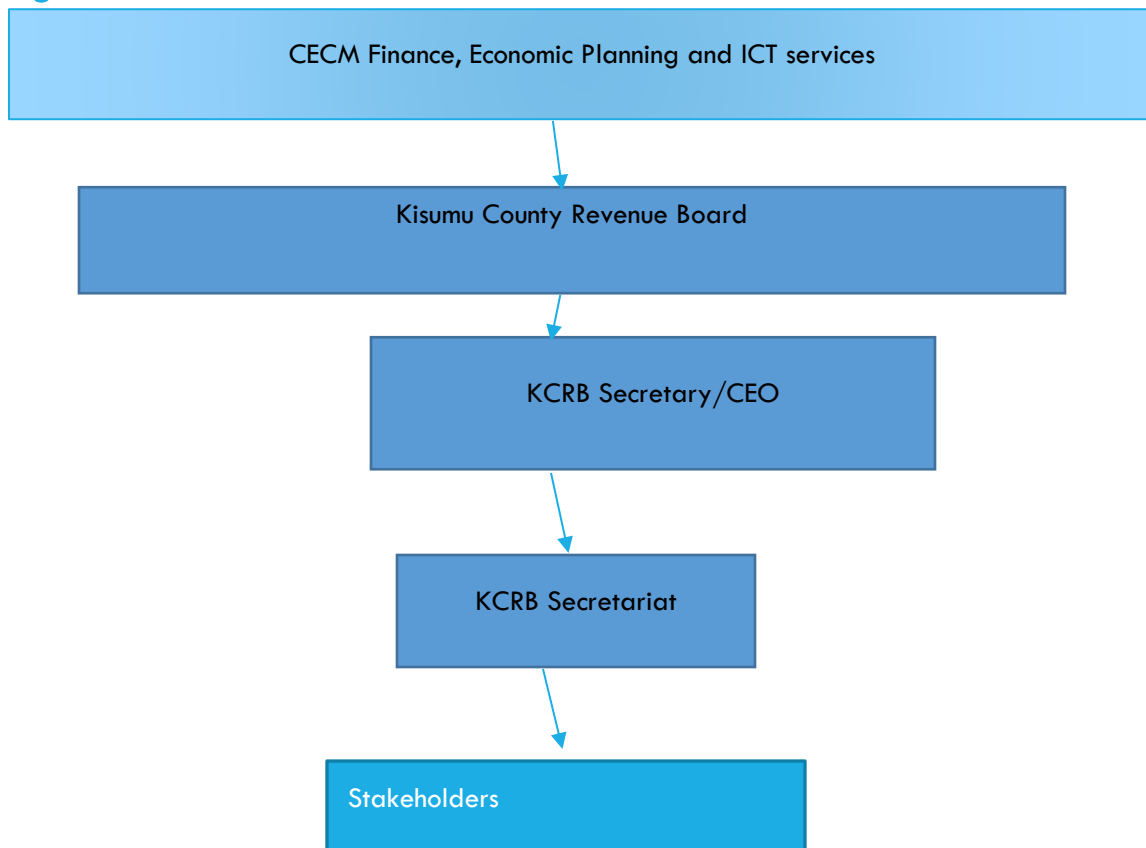 CECM Finance, Economic Planning and ICT services
Kisumu County Revenue Board
KCRB Secretary/CEO
KCRB Secretariat
Stakeholders